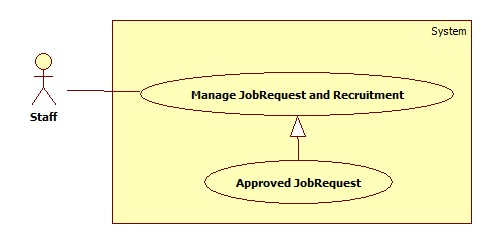 System
Staff
Manage JobRequest and Recruitment
Approved JobRequest